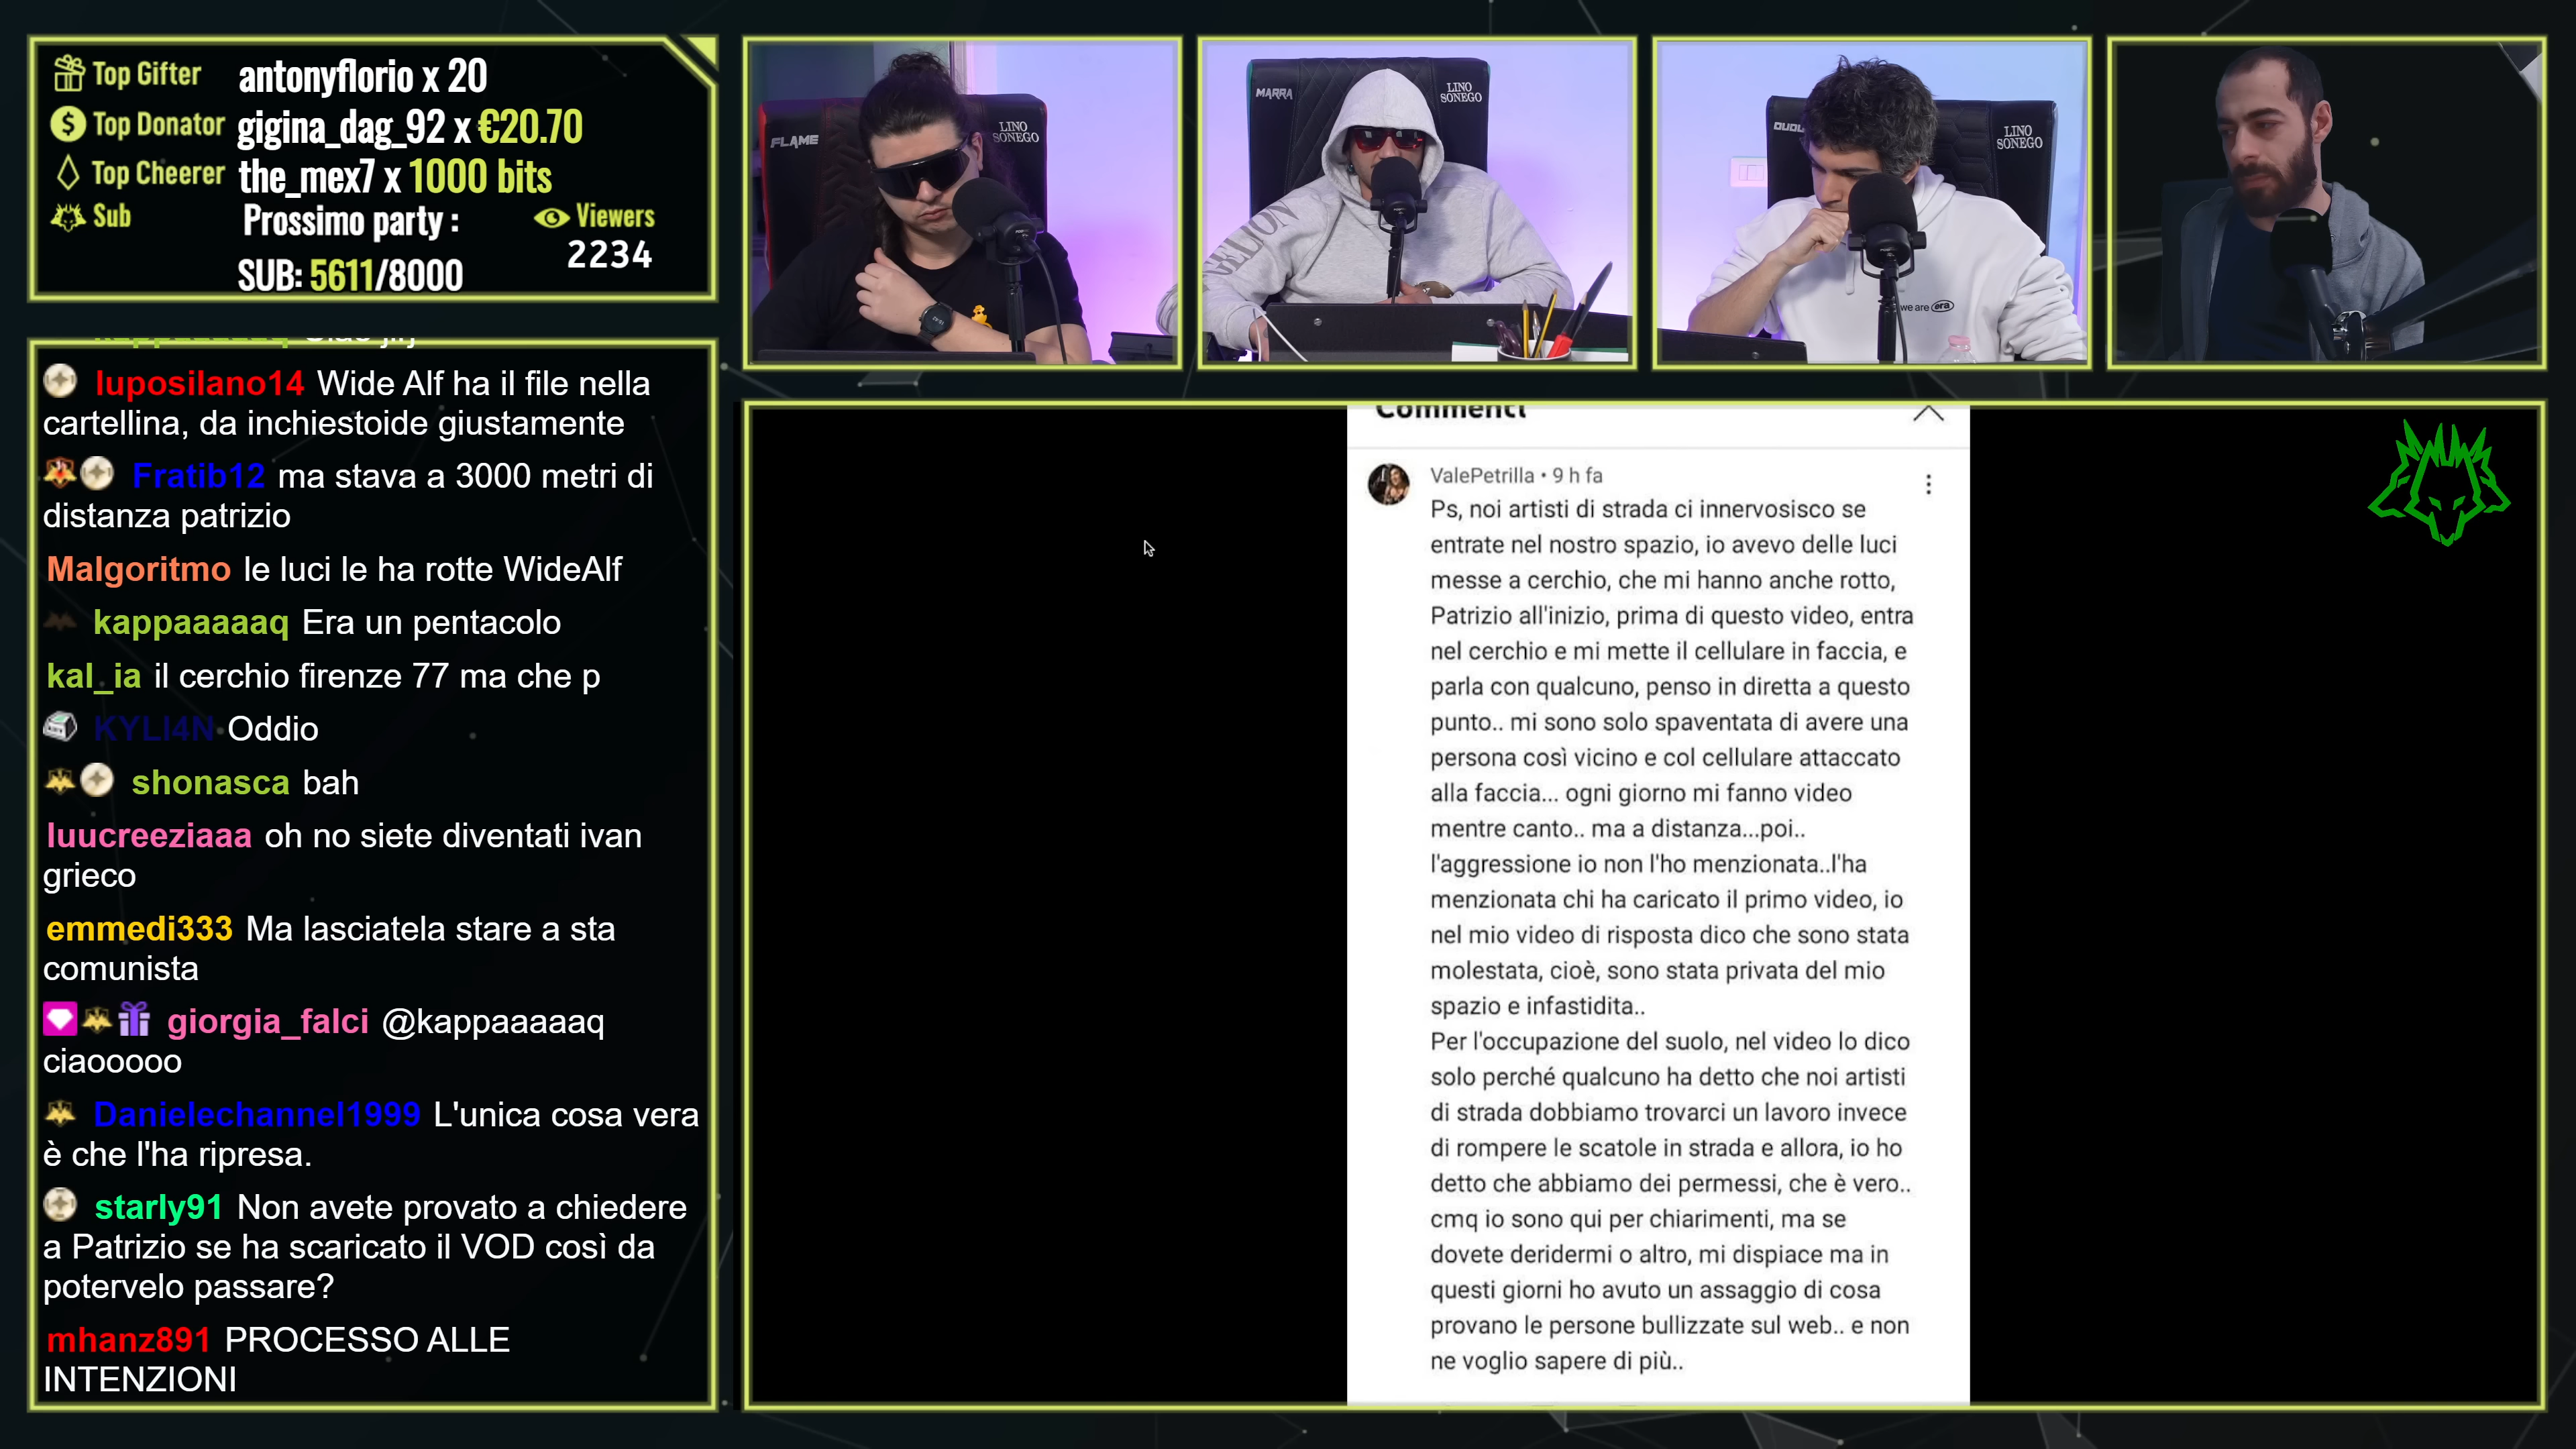 Top Gifter antonyflorio x 20
Top Donator gigina_dag_92 x €20.70
Top Cheerer the_mex7 x 1000 bits
Sub Prossimo party :
SUB: 5611/8000
Viewers
2234
FLAME
LINO
SONEGO
MARRA
LINO
SONEGO
LINO
SONEGO
we are era
luposilano14 Wide Alf ha il file nella
cartellina, da inchiestoide giustamente
Fratib12 ma stava a 3000 metri di
distanza patrizio
Malgoritmo le luci le ha rotte WideAlf
kappaaaaaq Era un pentacolo
kal_ia il cerchio firenze 77 ma che p
KYLI4N Oddio
shonasca bah
luucreeziaaa oh no siete diventati ivan
grieco
emmedi333 Ma lasciatela stare a sta
comunista
giorgia_falci @kappaaaaaq
ciaooooo
Danielechannel1999 L'unica cosa vera
è che l'ha ripresa.
starly91 Non avete provato a chiedere
a Patrizio se ha scaricato il VOD così da
potervelo passare?
mhanz891 PROCESSO ALLE
INTENZIONI
Commenti
ValePetrilla • 9 h fa
Ps, noi artisti di strada ci innervosisco se
entrate nel nostro spazio, io avevo delle luci
messe a cerchio, che mi hanno anche rotto,
Patrizio all'inizio, prima di questo video, entra
nel cerchio e mi mette il cellulare in faccia, e
parla con qualcuno, penso in diretta a questo
punto.. mi sono solo spaventata di avere una
persona così vicino e col cellulare attaccato
alla faccia... ogni giorno mi fanno video
mentre canto.. ma a distanza...poi..
l'aggressione io non l'ho menzionata..l'ha
menzionata chi ha caricato il primo video, io
nel mio video di risposta dico che sono stata
molestata, cioè, sono stata privata del mio
spazio e infastidita..
Per l'occupazione del suolo, nel video lo dico
solo perché qualcuno ha detto che noi artisti
di strada dobbiamo trovarci un lavoro invece
di rompere le scatole in strada e allora, io ho
detto che abbiamo dei permessi, che è vero..
cmq io sono qui per chiarimenti, ma se
dovete deridermi o altro, mi dispiace ma in
questi giorni ho avuto un assaggio di cosa
provano le persone bullizzate sul web.. e non
ne voglio sapere di più..